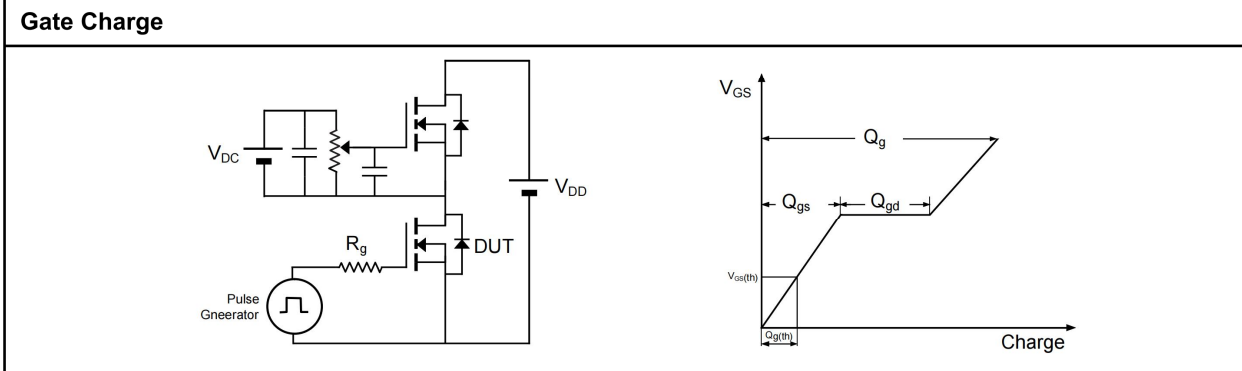 Gate Charge
V_DC
V_DD
R_g
DUT
Pulse
Gneerator
V_GS
Q_g
Q_gs
Q_gd
V_GS(th)
Q_g(th)
Charge